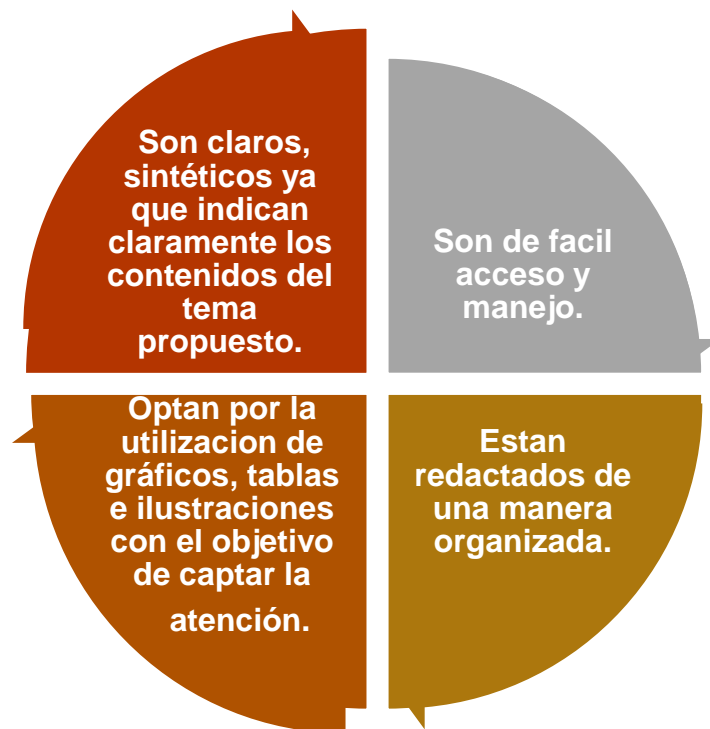 Son claros,
sintéticos ya
que indican
claramente los
contenidos del
tema
propuesto.
Son de facil
acceso y
manejo.
Optan por la
utilizacion de
gráficos, tablas
e ilustraciones
con el objetivo
de captar la
atención.
Estan
redactados de
una manera
organizada.